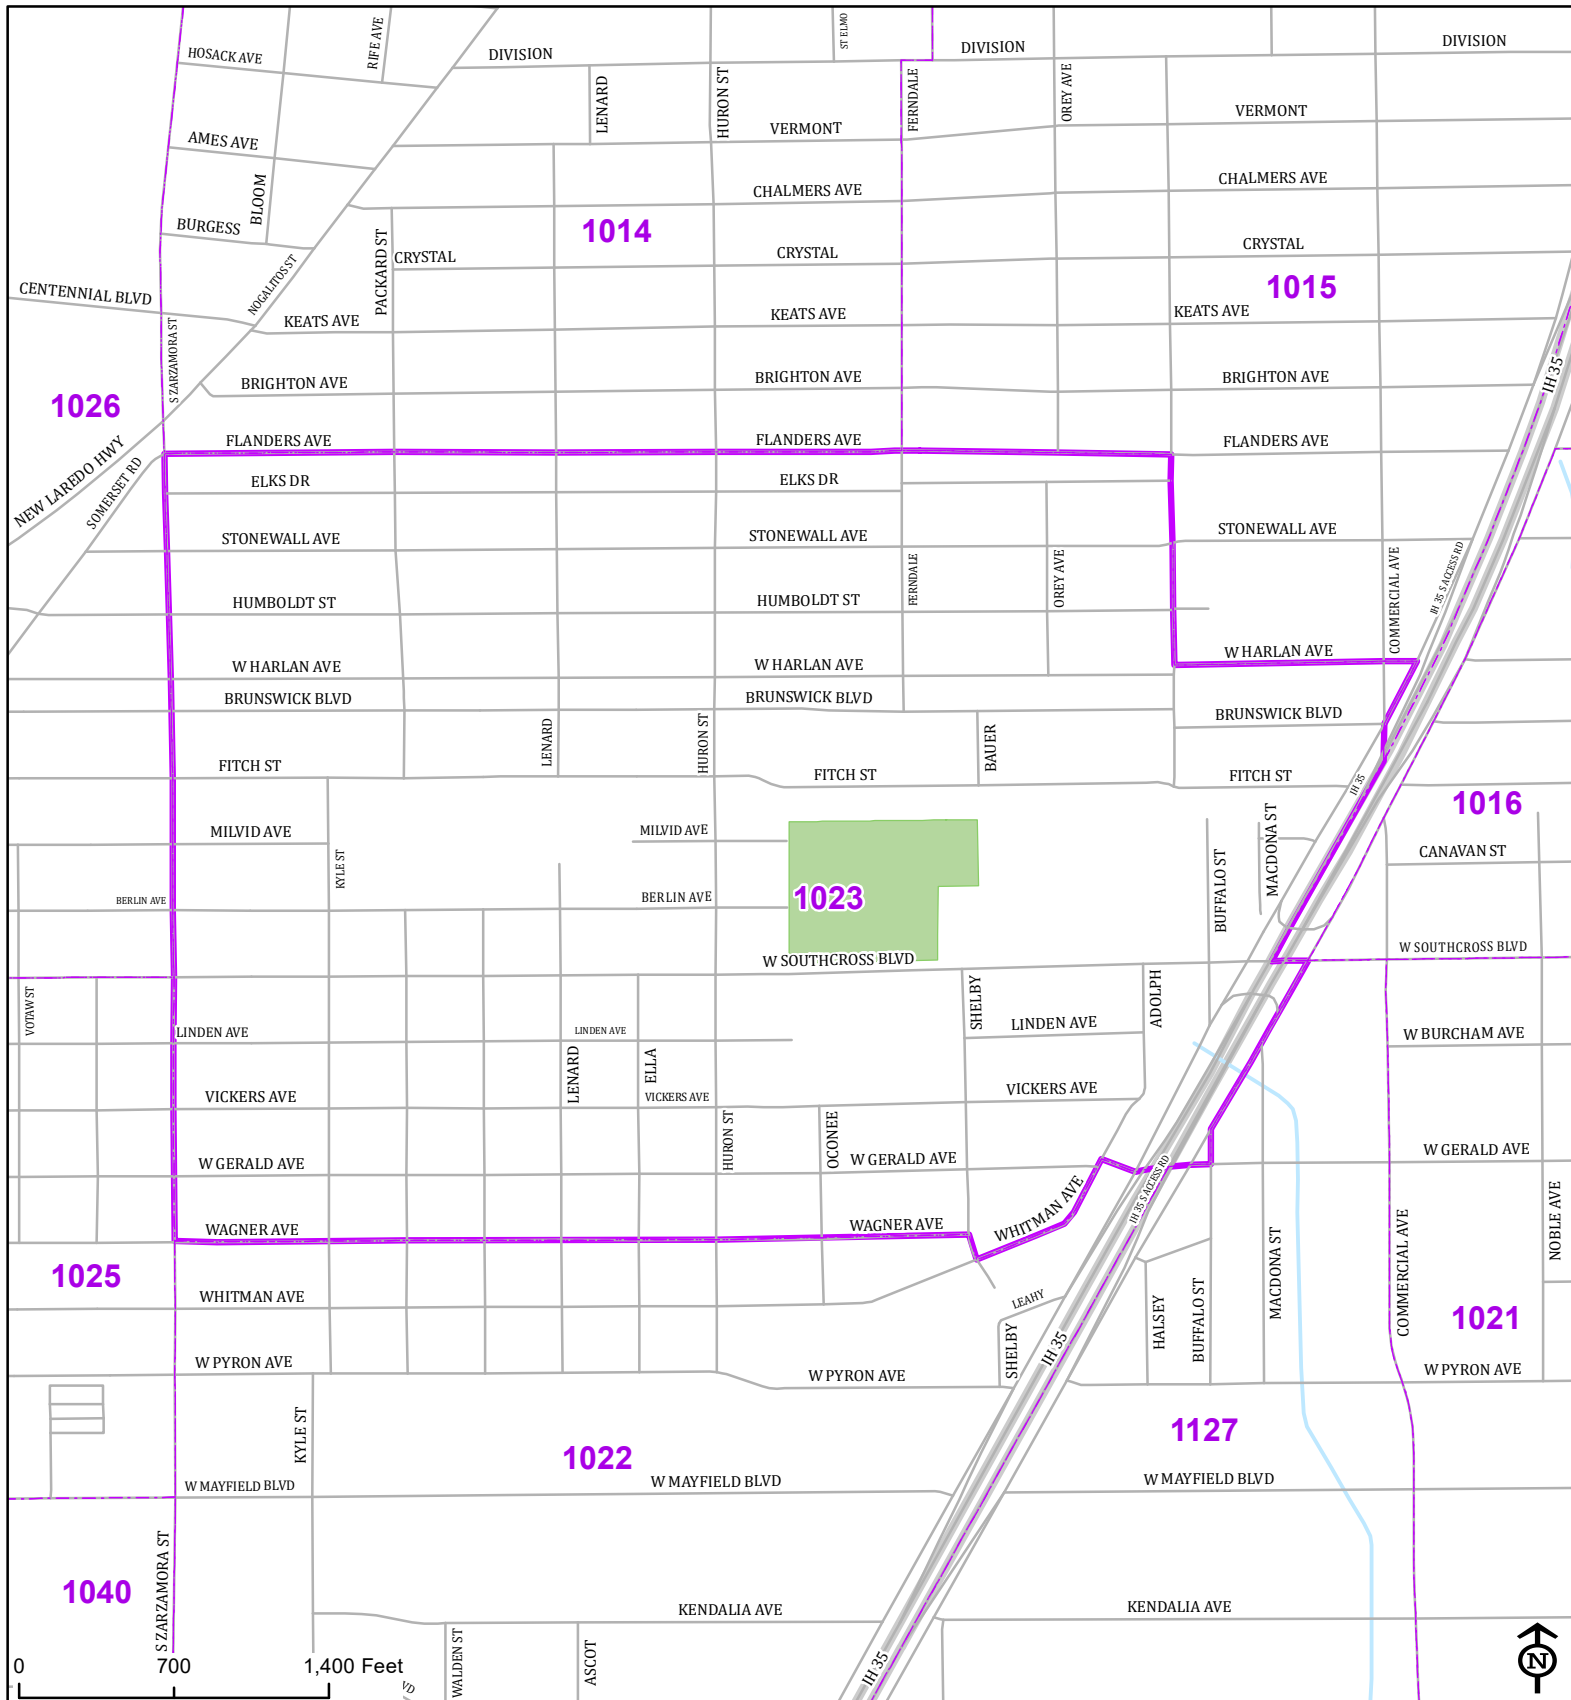 HOSACK AVE
RIFE AVE
DIVISION
ST ELMO
DIVISION
DIVISION
LENARD
HURON ST
FERNDALE
OREY AVE
VERMONT
VERMONT
AMES AVE
BLOOM
CHALMERS AVE
CHALMERS AVE
BURGESS
1014
PACKARD ST
CRYSTAL
CRYSTAL
CRYSTAL
NOGALITOS ST
CENTENNIAL BLVD
1015
S ZARZAMORA ST
KEATS AVE
KEATS AVE
KEATS AVE
IH 35
BRIGHTON AVE
BRIGHTON AVE
BRIGHTON AVE
1026
FLANDERS AVE
FLANDERS AVE
FLANDERS AVE
NEW LAREDO HWY
SOMERSET RD
ELKS DR
ELKS DR
STONEWALL AVE
STONEWALL AVE
STONEWALL AVE
FERNDALE
OREY AVE
COMMERCIAL AVE
IH 35 S ACCESS RD
HUMBOLDT ST
HUMBOLDT ST
W HARLAN AVE
W HARLAN AVE
W HARLAN AVE
BRUNSWICK BLVD
BRUNSWICK BLVD
BRUNSWICK BLVD
LENARD
HURON ST
BAUER
FITCH ST
FITCH ST
FITCH ST
IH 35
1016
MILVID AVE
MILVID AVE
KYLE ST
BUFFALO ST
MACDONA ST
CANAVAN ST
BERLIN AVE
BERLIN AVE
1023
W SOUTHCROSS BLVD
W SOUTHCROSS BLVD
VOTAW ST
LINDEN AVE
LINDEN AVE
SHELBY
LINDEN AVE
ADOLPH
W BURCHAM AVE
LENARD
ELLA
VICKERS AVE
VICKERS AVE
VICKERS AVE
HURON ST
OCONEE
W GERALD AVE
W GERALD AVE
W GERALD AVE
IH 35 S ACCESS RD
WHITMAN AVE
WAGNER AVE
WAGNER AVE
MACDONA ST
COMMERCIAL AVE
NOBLE AVE
1025
WHITMAN AVE
LEAHY
HALSEY
BUFFALO ST
1021
SHELBY
IH 35
W PYRON AVE
W PYRON AVE
W PYRON AVE
KYLE ST
1022
1127
W MAYFIELD BLVD
W MAYFIELD BLVD
W MAYFIELD BLVD
1040
S ZARZAMORA ST
KENDALIA AVE
KENDALIA AVE
WALDEN ST
ASCOT
IH 35
VD
0 700 1,400 Feet
N